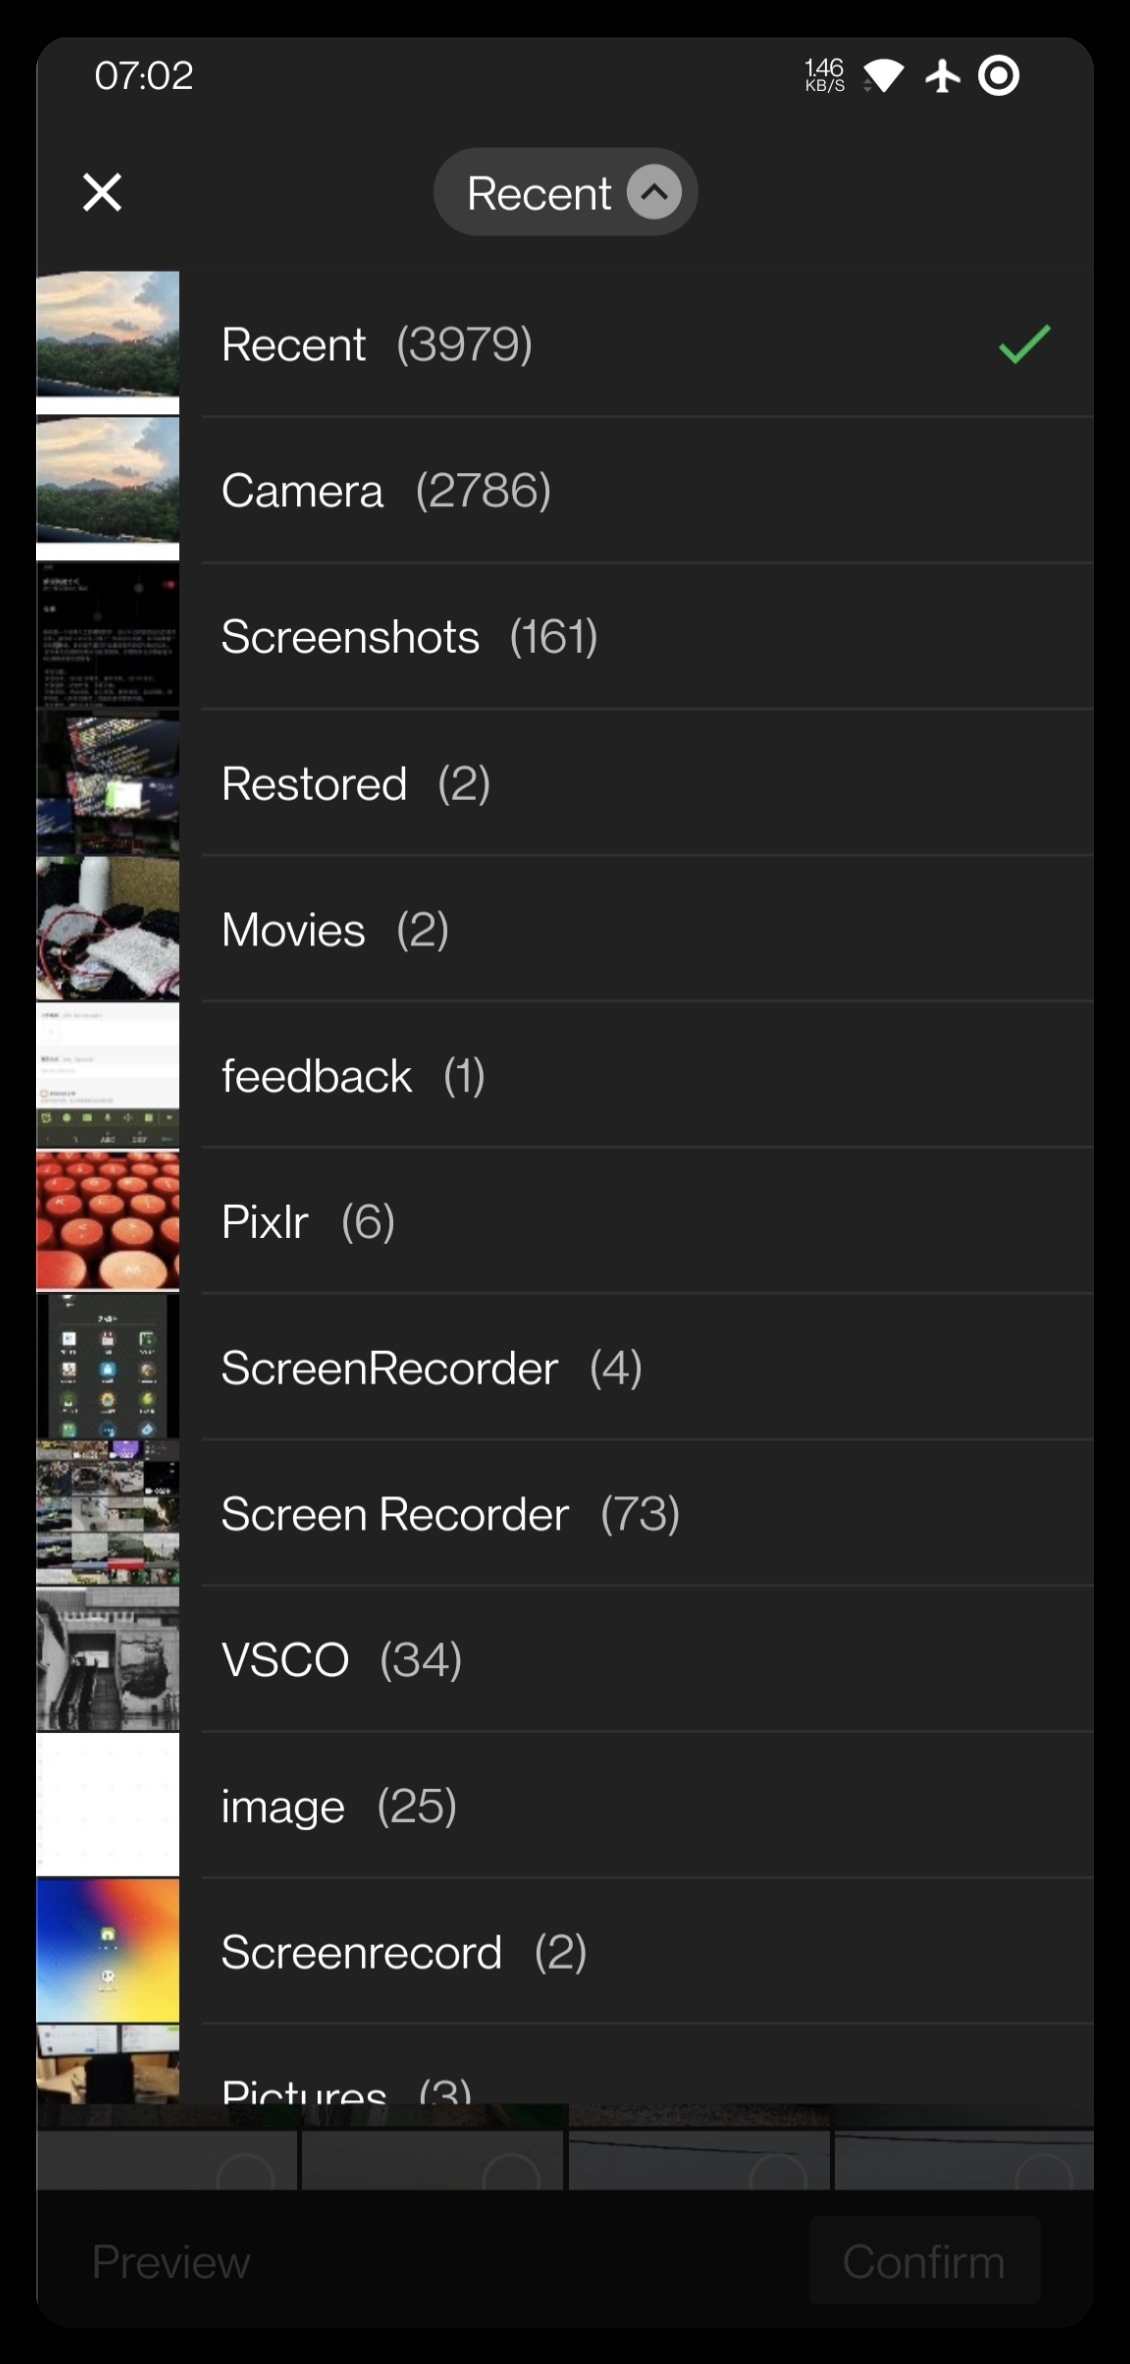 07:02
1.46
KB/S
Recent
Recent (3979)
Camera (2786)
Screenshots (161)
Restored (2)
Movies (2)
feedback (1)
Pixlr (6)
ScreenRecorder (4)
Screen Recorder (73)
VSCO (34)
image (25)
Screenrecord (2)
Pictures (3)
Preview
Confirm